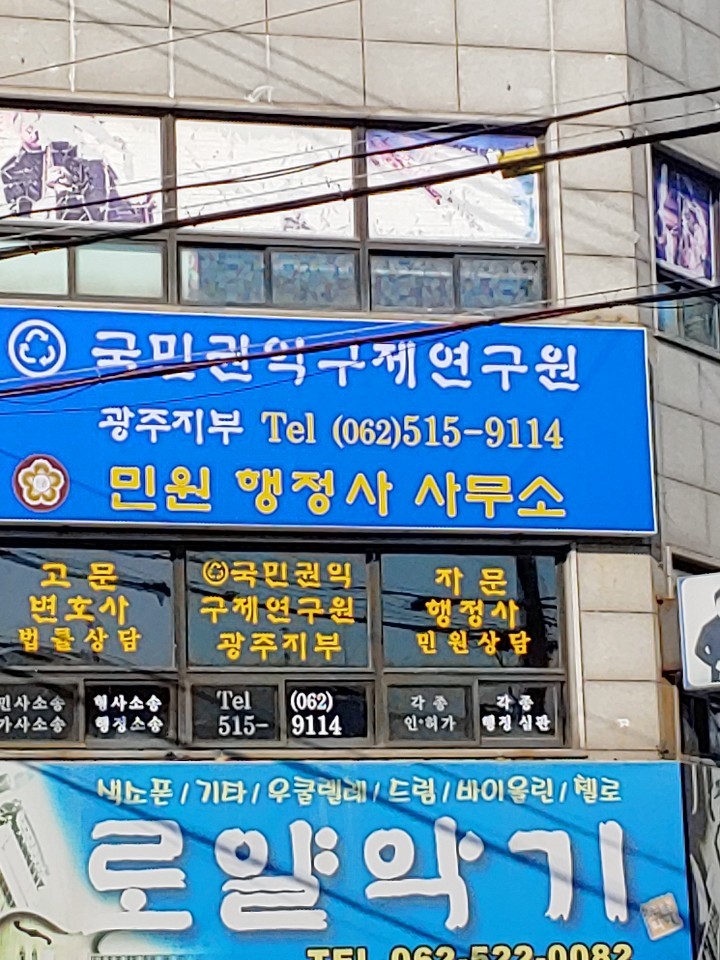 국민권익구제연구원
광주지부 Tel (062)515-9114
민원 행정사 사무소
고문
변호사
법률상담
국민권익
구제연구원
광주지부
자문
행정사
민원상담
민사소송
가사소송
형사소송
행정소송
Tel
515-
(062)
9114
각종
인·허가
각종
행정심판
색소폰/기타/우쿨렐레/드럼/바이올린/첼로
로얄악기
TEL 062-522-0082